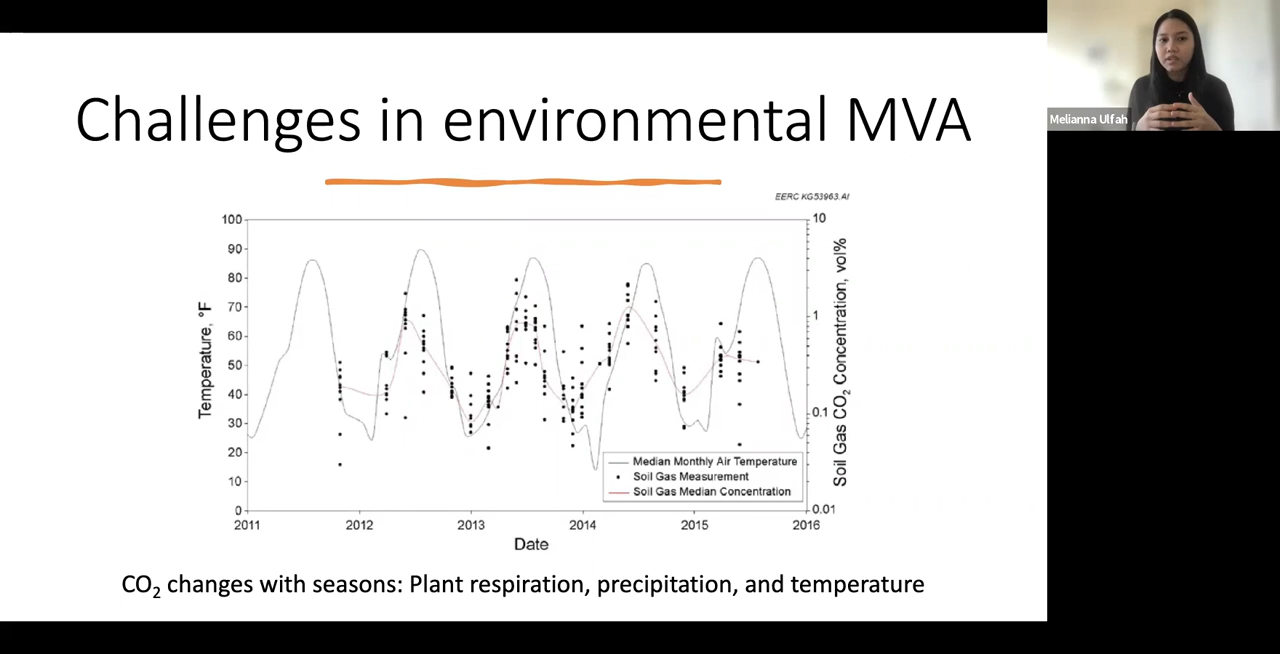 Challenges in environmental MVA
Melianna Ulfah
EERC KG53963.AI
100
90
80
70
60
50
40
30
20
10
0
Temperature, °F
10
1
0.1
0.01
Soil Gas CO₂ Concentration, vol%
Median Monthly Air Temperature
Soil Gas Measurement
Soil Gas Median Concentration
2011 2012 2013 2014 2015 2016
Date
CO₂ changes with seasons: Plant respiration, precipitation, and temperature